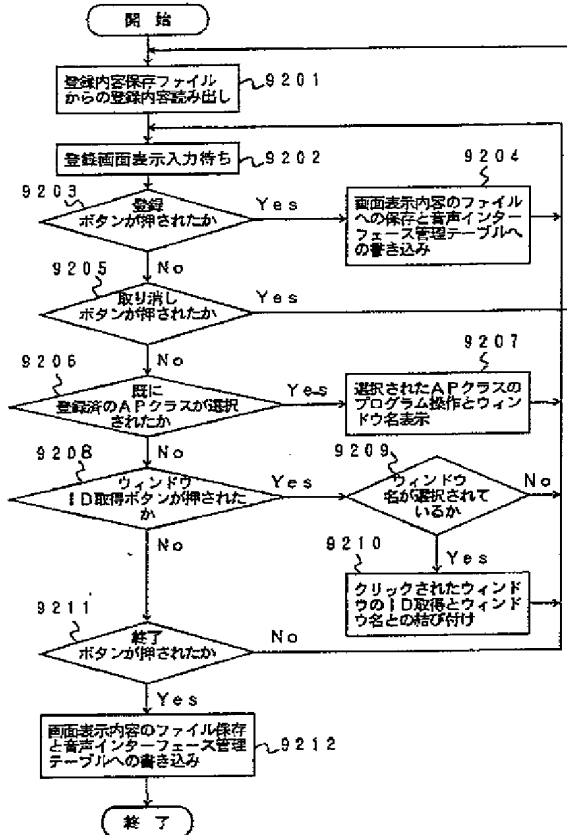 開 始
登録内容保存ファイル
からの登録内容読み出し
9201
登録画面表示入力待ち
9202
9203
登録
ボタンが押されたか
Yes
No
9204
画面表示内容のファイル
への保存と音声インター
フェース管理テーブルへ
の書き込み
9205
取り消し
ボタンが押されたか
Yes
No
9206
既に
登録済のAPクラスが選択
されたか
Yes
No
9207
選択されたAPクラスの
プログラム操作とウィン
ドウ名表示
9208
ウィンドウ
ID取得ボタンが押された
か
Yes
No
9209
ウィンドウ
名が選択されて
いるか
No
Yes
9210
クリックされたウィンド
ウのID取得とウィンド
ウ名との結び付け
9211
終了
ボタンが押されたか
No
Yes
画面表示内容のファイル保存
と音声インターフェース管理
テーブルへの書き込み
9212
終 了